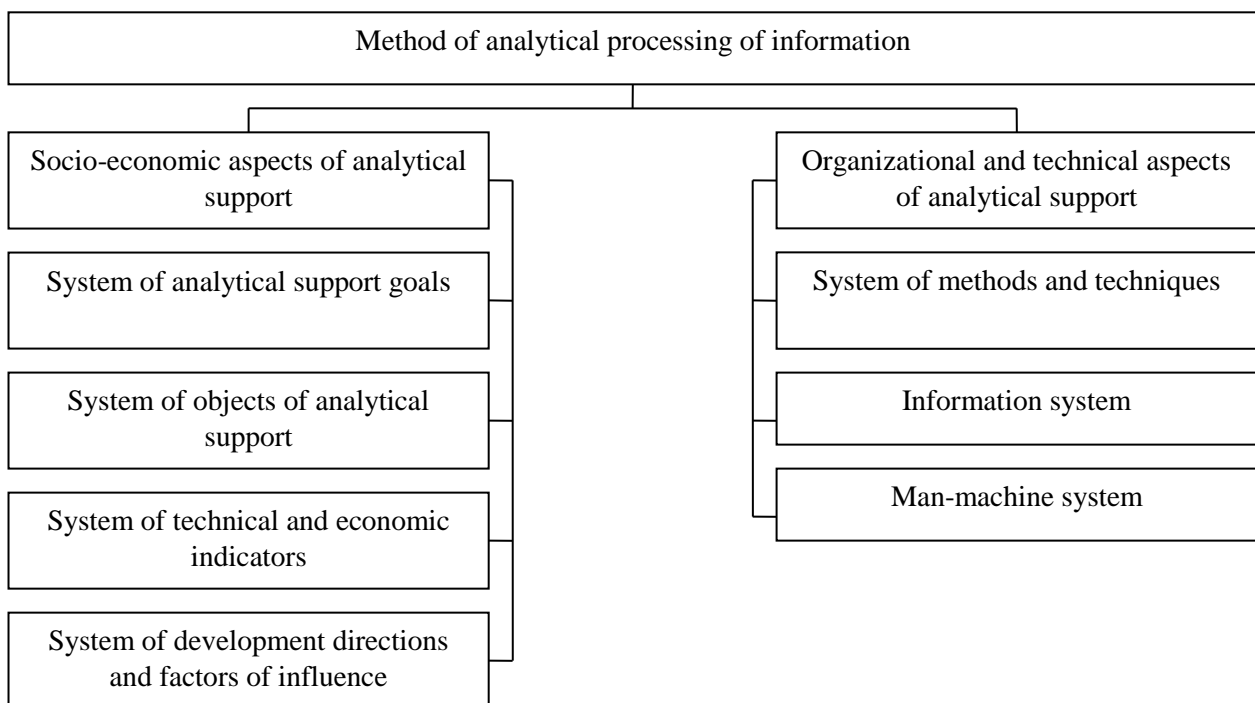 Method of analytical processing of information
Socio-economic aspects of analytical
support
System of analytical support goals
System of objects of analytical
support
System of technical and economic
indicators
System of development directions
and factors of influence
Organizational and technical aspects
of analytical support
System of methods and techniques
Information system
Man-machine system